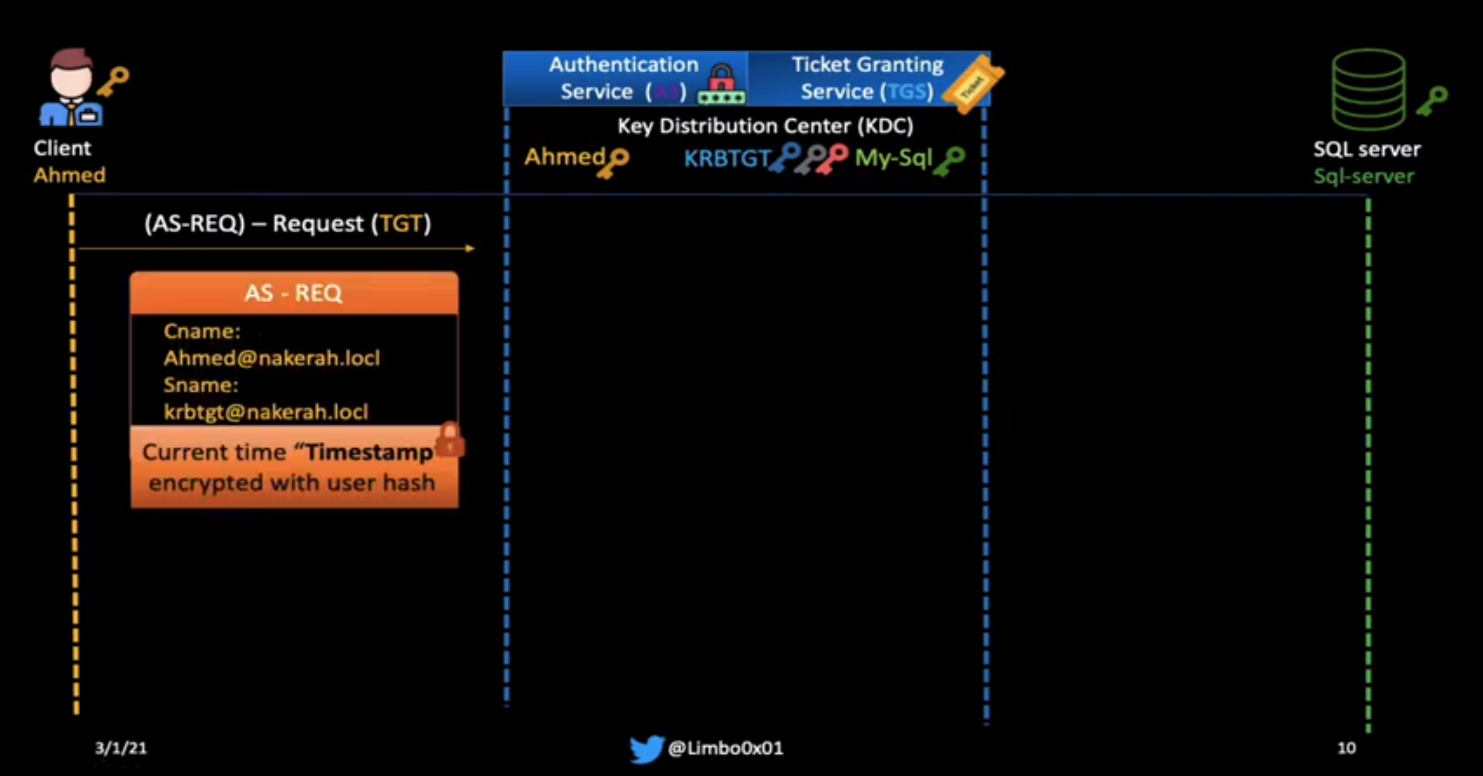 Authentication
Service (AS)
Ticket Granting
Service (TGS)
Ticket
Key Distribution Center (KDC)
Ahmed
KRBTGT
My-Sql
Client
Ahmed
SQL server
Sql-server
(AS-REQ) – Request (TGT)
AS - REQ
Cname:
Ahmed@nakerah.locl
Sname:
krbtgt@nakerah.locl
Current time “Timestamp
encrypted with user hash
3/1/21
@Limbo0x01
10